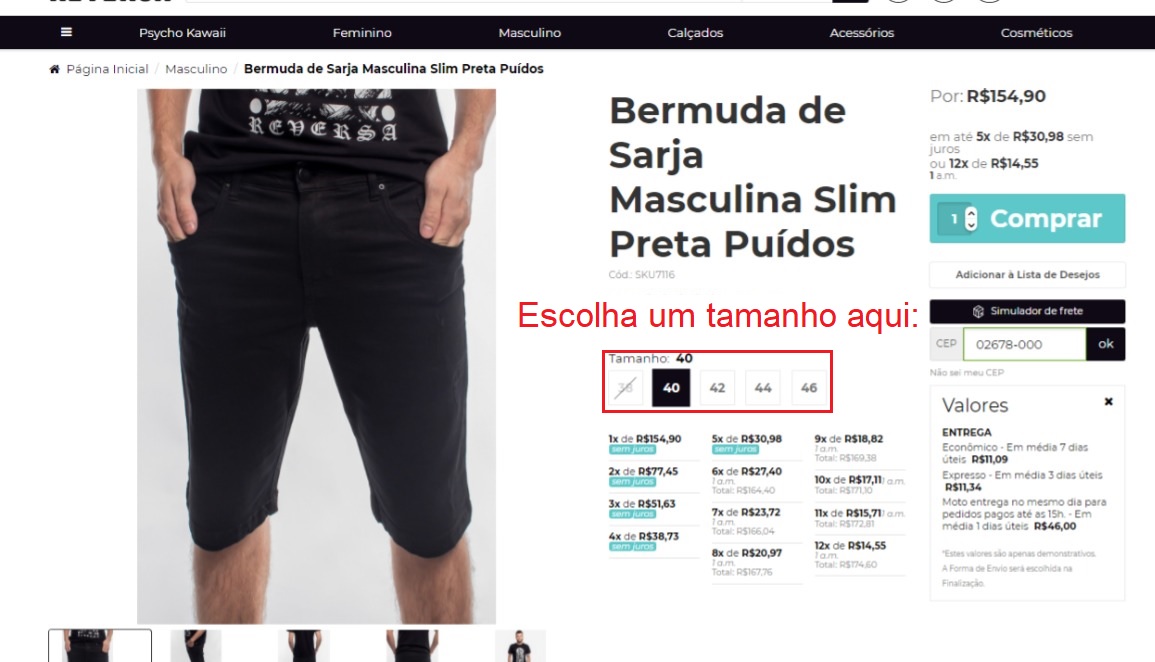 Psycho Kawaii
Feminino
Masculino
Calçados
Acessórios
Cosméticos
Página Inicial / Masculino / Bermuda de Sarja Masculina Slim Preta Puídos
REVERSA
Bermuda de
Sarja
Masculina Slim
Preta Puídos
Cód.: SKU7116
Escolha um tamanho aqui:
Tamanho: 40
38
40
42
44
46
1x de R$154,90
sem juros
2x de R$77,45
sem juros
3x de R$51,63
sem juros
4x de R$38,73
sem juros
5x de R$30,98
sem juros
6x de R$27,40
1 a.m.
Total: R$164,40
7x de R$23,72
1 a.m.
Total: R$166,04
8x de R$20,97
1 a.m.
Total: R$167,76
9x de R$18,82
1 a.m.
Total: R$169,38
10x de R$17,11 1 a.m.
Total: R$171,10
11x de R$15,71 1 a.m.
Total: R$172,81
12x de R$14,55
1 a.m.
Total: R$174,60
Por: R$154,90
em até 5x de R$30,98 sem
juros
ou 12x de R$14,55
1 a.m.
1 Comprar
Adicionar à Lista de Desejos
Simulador de frete
CEP 02678-000 ok
Não sei meu CEP
Valores
ENTREGA
Econômico - Em média 7 dias
úteis R$11,09
Expresso - Em média 3 dias úteis
R$11,34
Moto entrega no mesmo dia para
pedidos pagos até as 15h. - Em
média 1 dias úteis R$46,00
*Estes valores são apenas demonstrativos.
A Forma de Envio será escolhida na
Finalização.